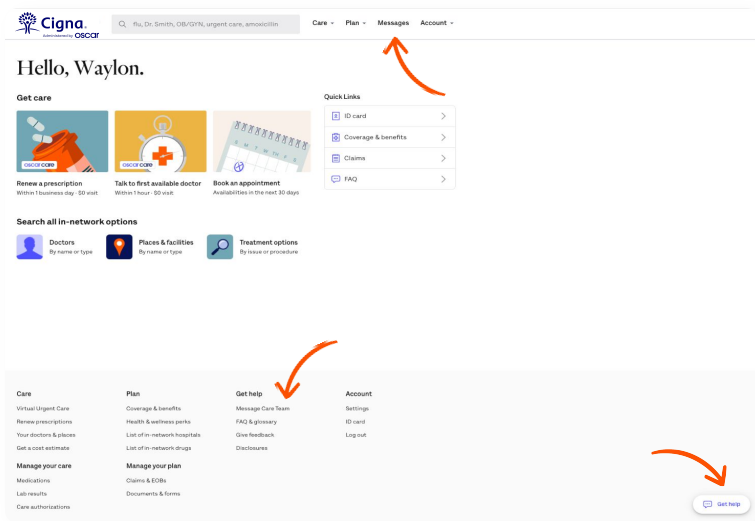 Cigna
Administered by oscar
flu, Dr. Smith, OB/GYN, urgent care, amoxicillin
Care
Plan
Messages
Account
Hello, Waylon.
Get care
oscar care
Renew a prescription
Within 1 business day · $0 visit
oscar care
Talk to first available doctor
Within 1 hour · $0 visit
S M T W TH F S
Book an appointment
Availabilities in the next 30 days
Quick Links
ID card
Coverage & benefits
Claims
FAQ
Search all in-network options
Doctors
By name or type
Places & facilities
By name or type
Treatment options
By issue or procedure
Care
Virtual Urgent Care
Renew prescriptions
Your doctors & places
Get a cost estimate
Manage your care
Medications
Lab results
Care authorizations
Plan
Coverage & benefits
Health & wellness perks
List of in-network hospitals
List of in-network drugs
Manage your plan
Claims & EOBs
Documents & forms
Get help
Message Care Team
FAQ & glossary
Give feedback
Disclosures
Account
Settings
ID card
Log out
Get help